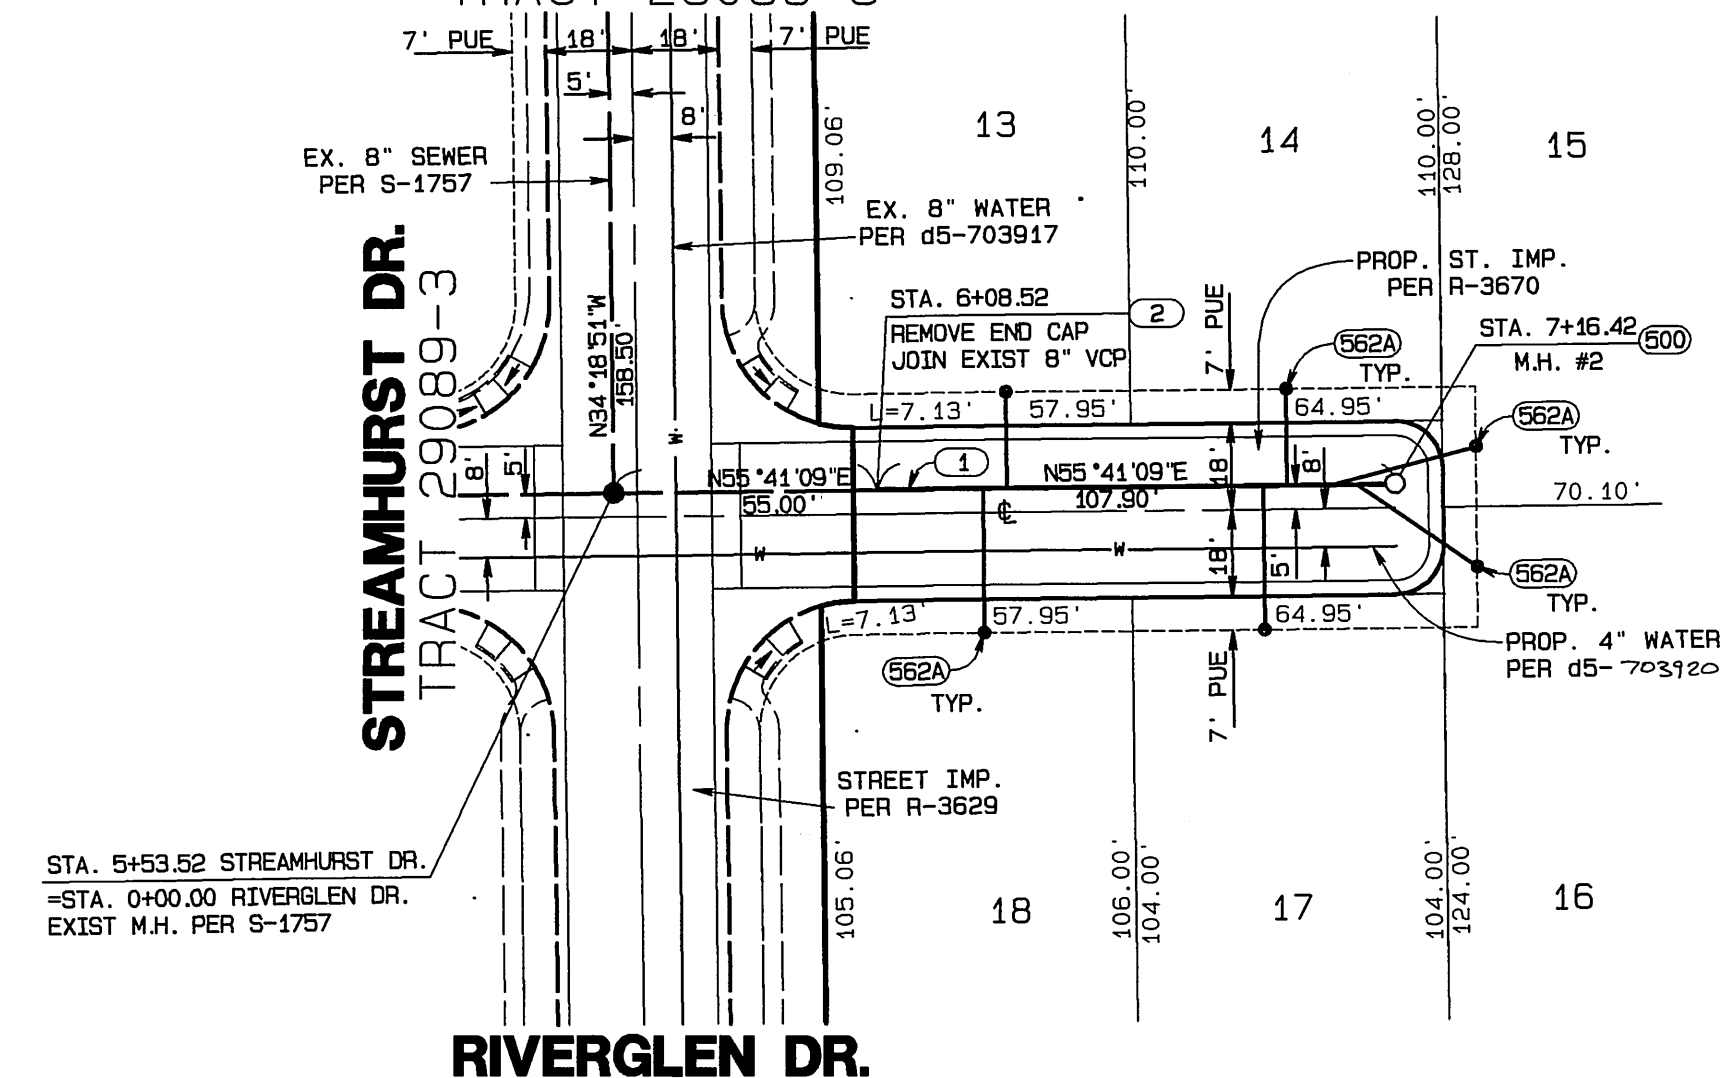 7' PUE
18'
18'
7' PUE
5'
8'
EX. 8" SEWER
PER S-1757
109.06'
13
110.00'
14
110.00'
128.00'
15
EX. 8" WATER
PER d5-703917
STREAMHURST DR.
TRACT 29089-3
N34°18'51"W
158.50'
STA. 6+08.52
2
REMOVE END CAP
JOIN EXIST 8" VCP
7' PUE
PROP. ST. IMP.
PER R-3670
562A
TYP.
STA. 7+16.42
500
M.H. #2
L=7.13'
57.95'
64.95'
562A
TYP.
W
8'
5'
N55°41'09"E
55.00'
1
N55°41'09"E
107.90'
18'
8'
70.10'
℄
W
W
18'
5'
562A
TYP.
L=7.13'
57.95'
64.95'
562A
TYP.
7' PUE
PROP. 4" WATER
PER d5-703920
STREET IMP.
PER R-3629
STA. 5+53.52 STREAMHURST DR.
=STA. 0+00.00 RIVERGLEN DR.
EXIST M.H. PER S-1757
105.06'
18
106.00'
104.00'
17
104.00'
124.00'
16
RIVERGLEN DR.